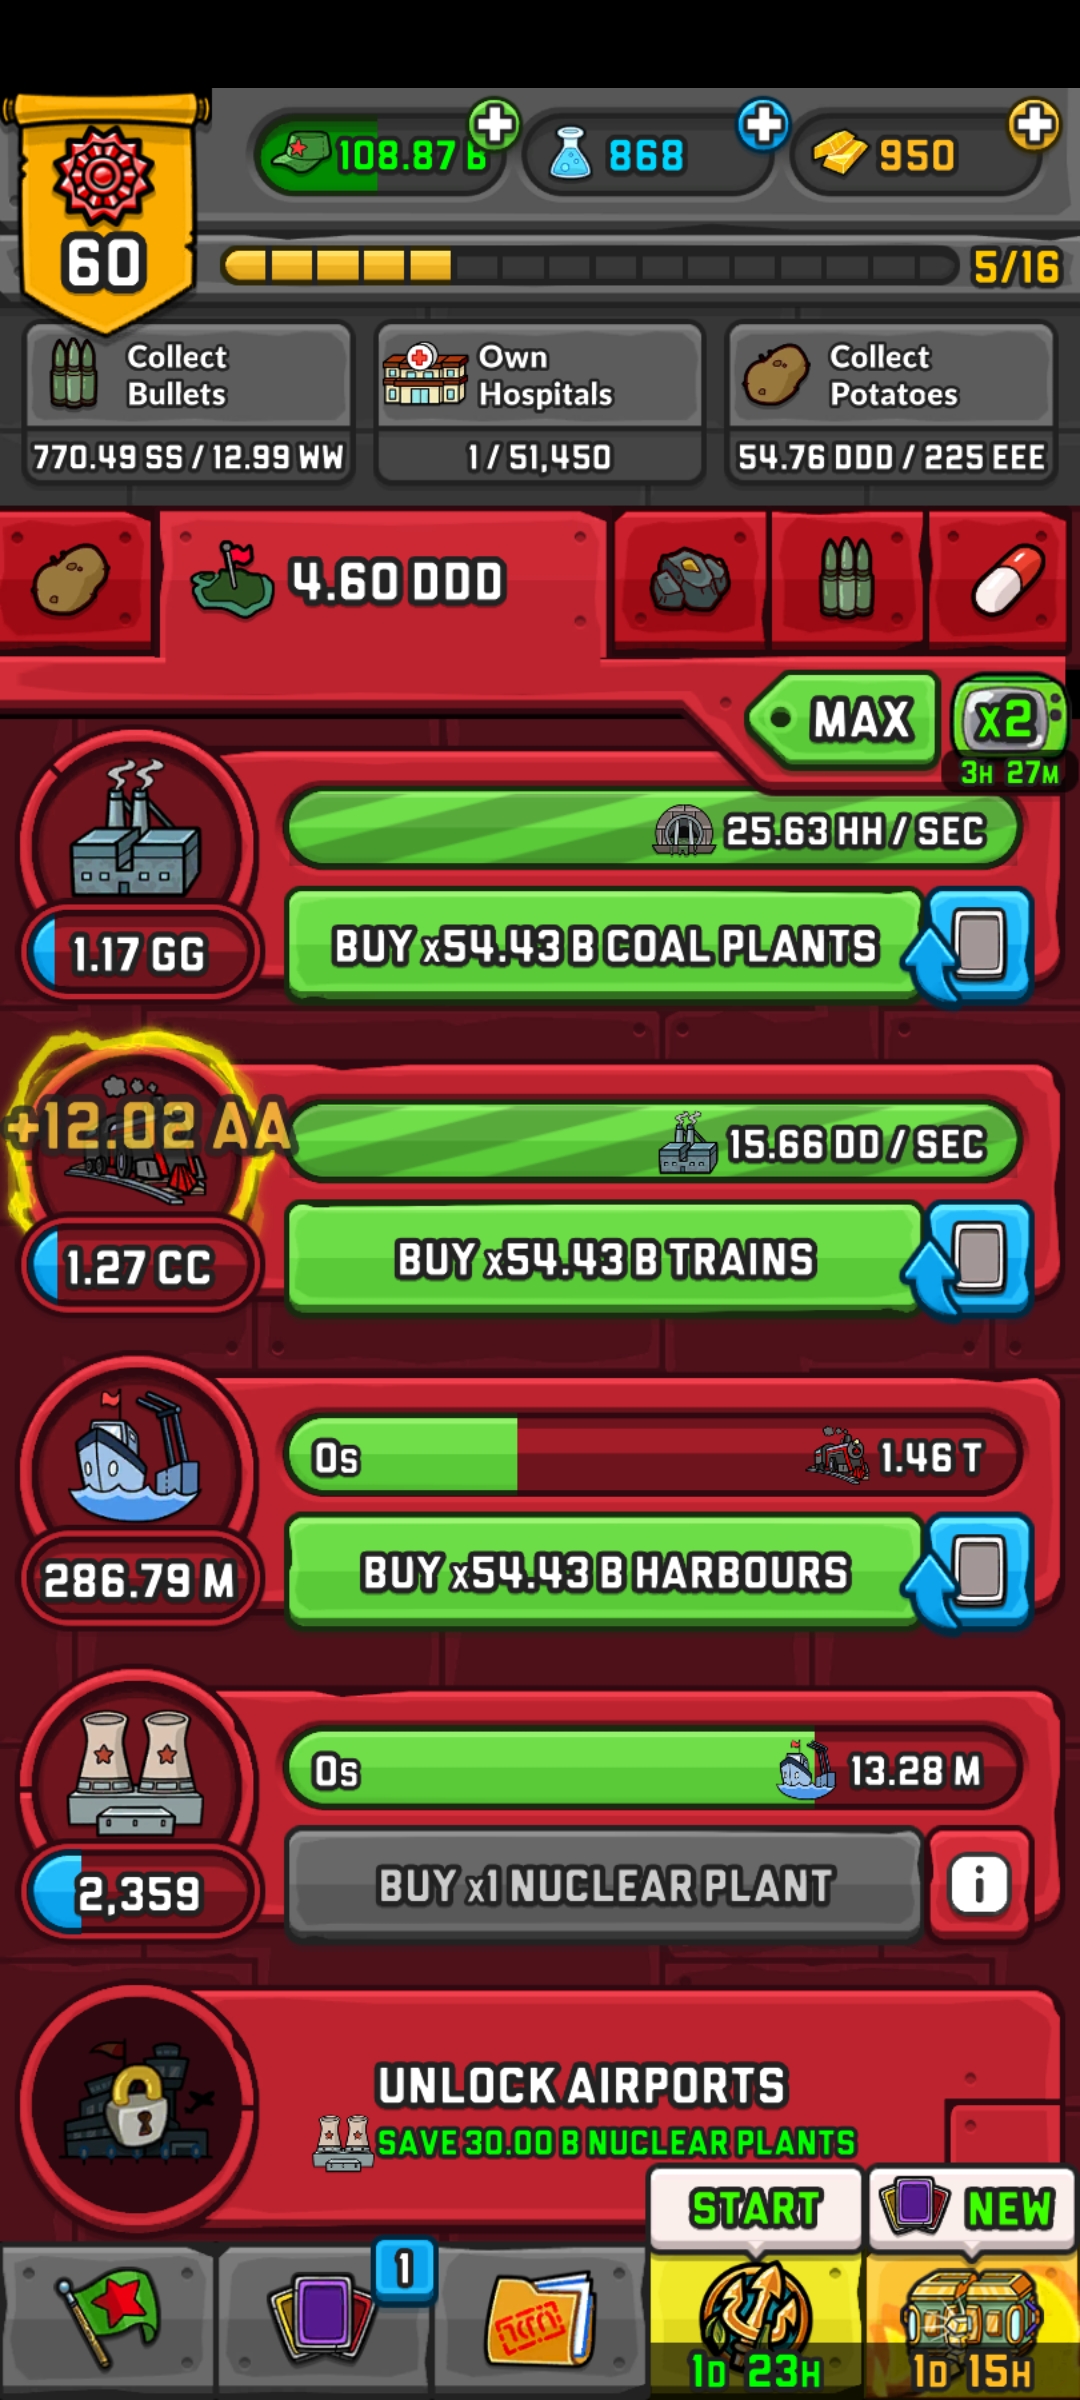 108.87 B
868
950
60
5/16
Collect
Bullets
770.49 SS / 12.99 WW
Own
Hospitals
1 / 51,450
Collect
Potatoes
54.76 DDD / 225 EEE
4.60 DDD
MAX
x2
3H 27M
25.63 HH / SEC
1.17 GG
BUY x54.43 B COAL PLANTS
+12.02 AA
15.66 DD / SEC
1.27 CC
BUY x54.43 B TRAINS
0s
1.46 T
286.79 M
BUY x54.43 B HARBOURS
0s
13.28 M
2,359
BUY x1 NUCLEAR PLANT
i
UNLOCK AIRPORTS
SAVE 30.00 B NUCLEAR PLANTS
START
NEW
1
1D 23H
1D 15H